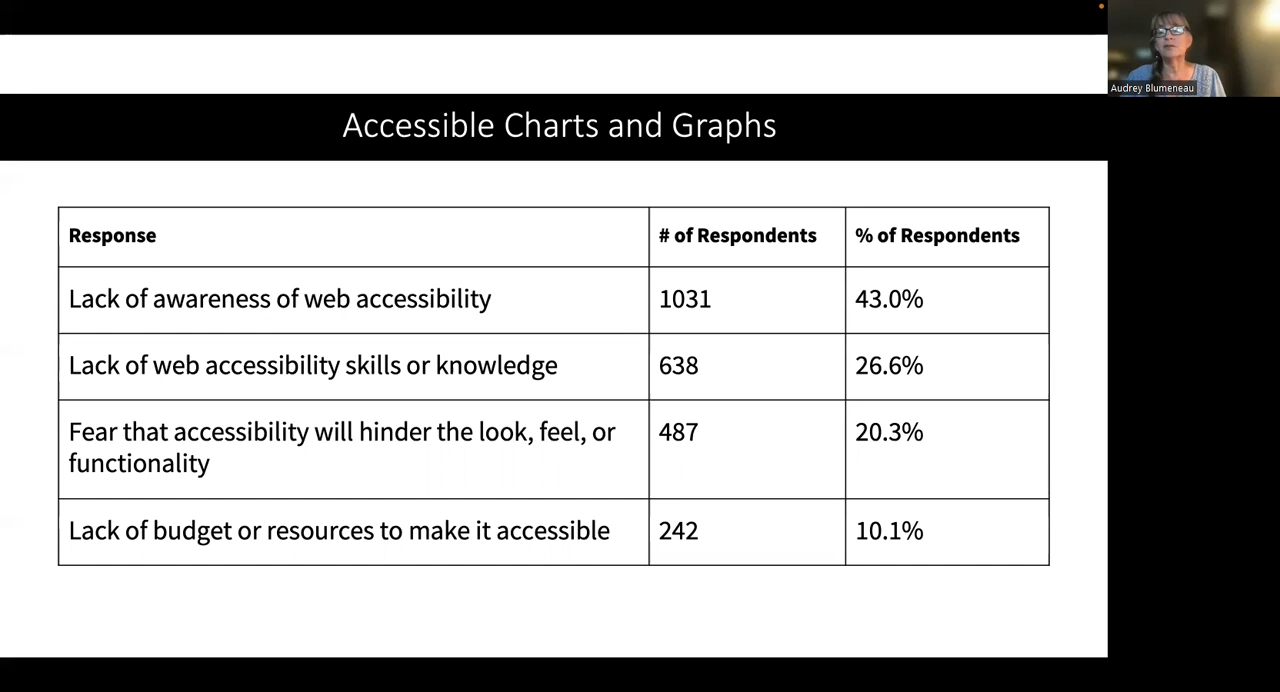 Audrey Blumeneau
Accessible Charts and Graphs
Response # of Respondents % of Respondents
Lack of awareness of web accessibility 1031 43.0%
Lack of web accessibility skills or knowledge 638 26.6%
Fear that accessibility will hinder the look, feel, or 487 20.3%
functionality
Lack of budget or resources to make it accessible 242 10.1%